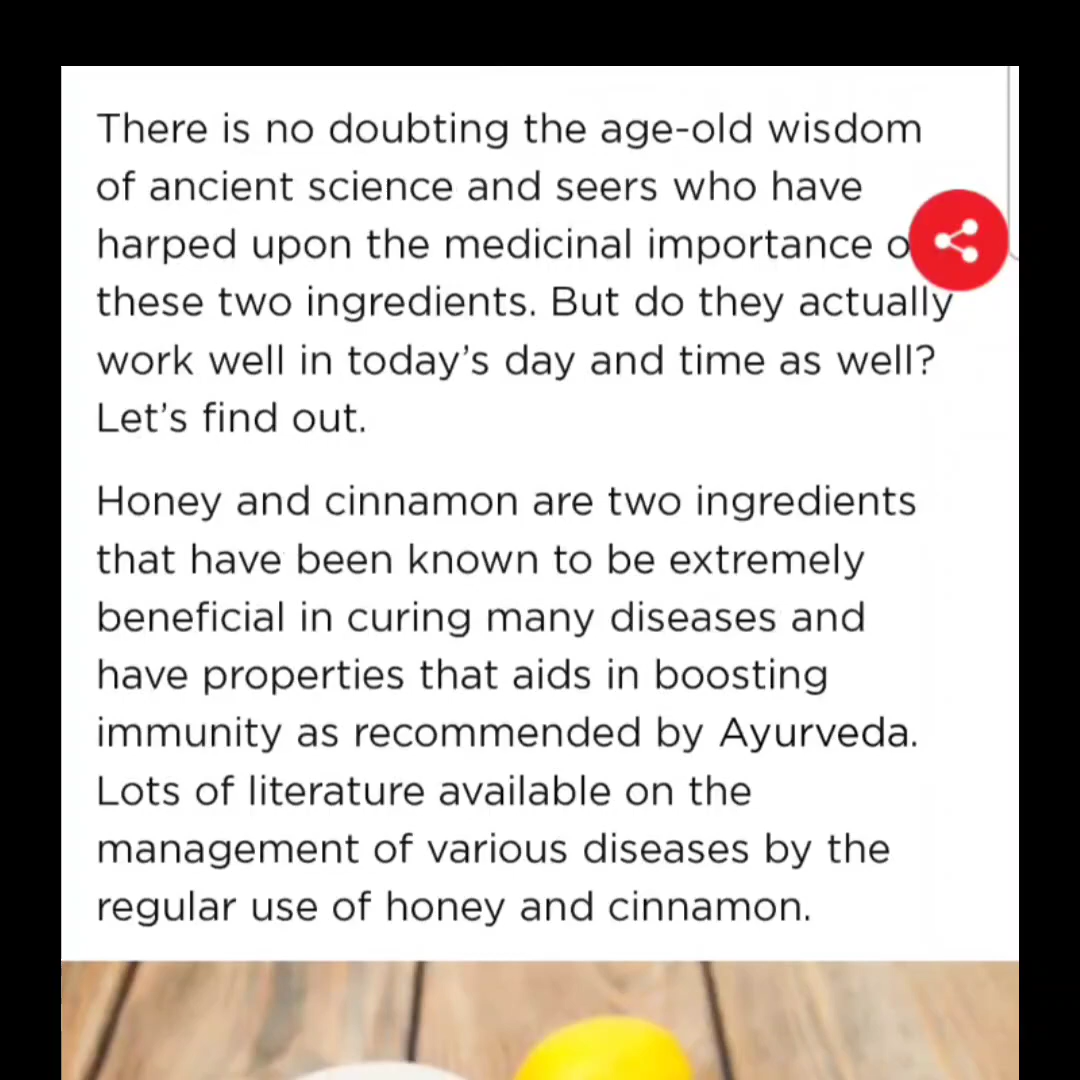 There is no doubting the age-old wisdom
of ancient science and seers who have
harped upon the medicinal importance
these two ingredients. But do they actually
work well in today’s day and time as well?
Let’s find out.
Honey and cinnamon are two ingredients
that have been known to be extremely
beneficial in curing many diseases and
have properties that aids in boosting
immunity as recommended by Ayurveda.
Lots of literature available on the
management of various diseases by the
regular use of honey and cinnamon.